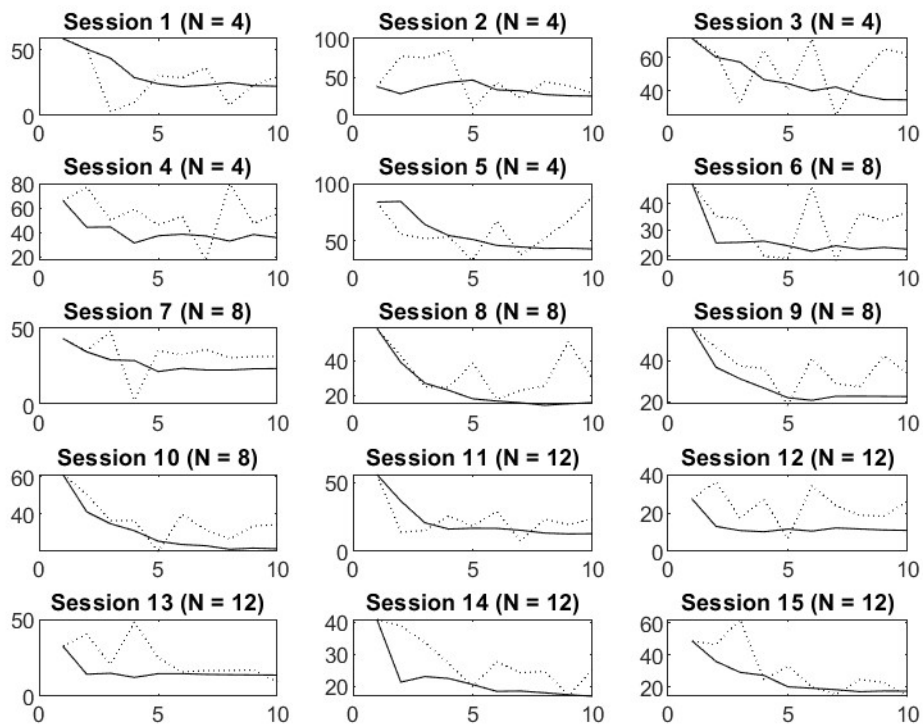 Session 1 (N = 4)
50
0
0 5 10
Session 2 (N = 4)
100
50
0
0 5 10
Session 3 (N = 4)
60
40
0 5 10
Session 4 (N = 4)
80
60
40
20
0 5 10
Session 5 (N = 4)
100
50
0 5 10
Session 6 (N = 8)
40
30
20
0 5 10
Session 7 (N = 8)
50
0
0 5 10
Session 8 (N = 8)
40
20
0 5 10
Session 9 (N = 8)
40
20
0 5 10
Session 10 (N = 8)
60
40
0 5 10
Session 11 (N = 12)
50
0
0 5 10
Session 12 (N = 12)
40
20
0
0 5 10
Session 13 (N = 12)
50
0
0 5 10
Session 14 (N = 12)
40
30
20
0 5 10
Session 15 (N = 12)
60
40
20
0 5 10